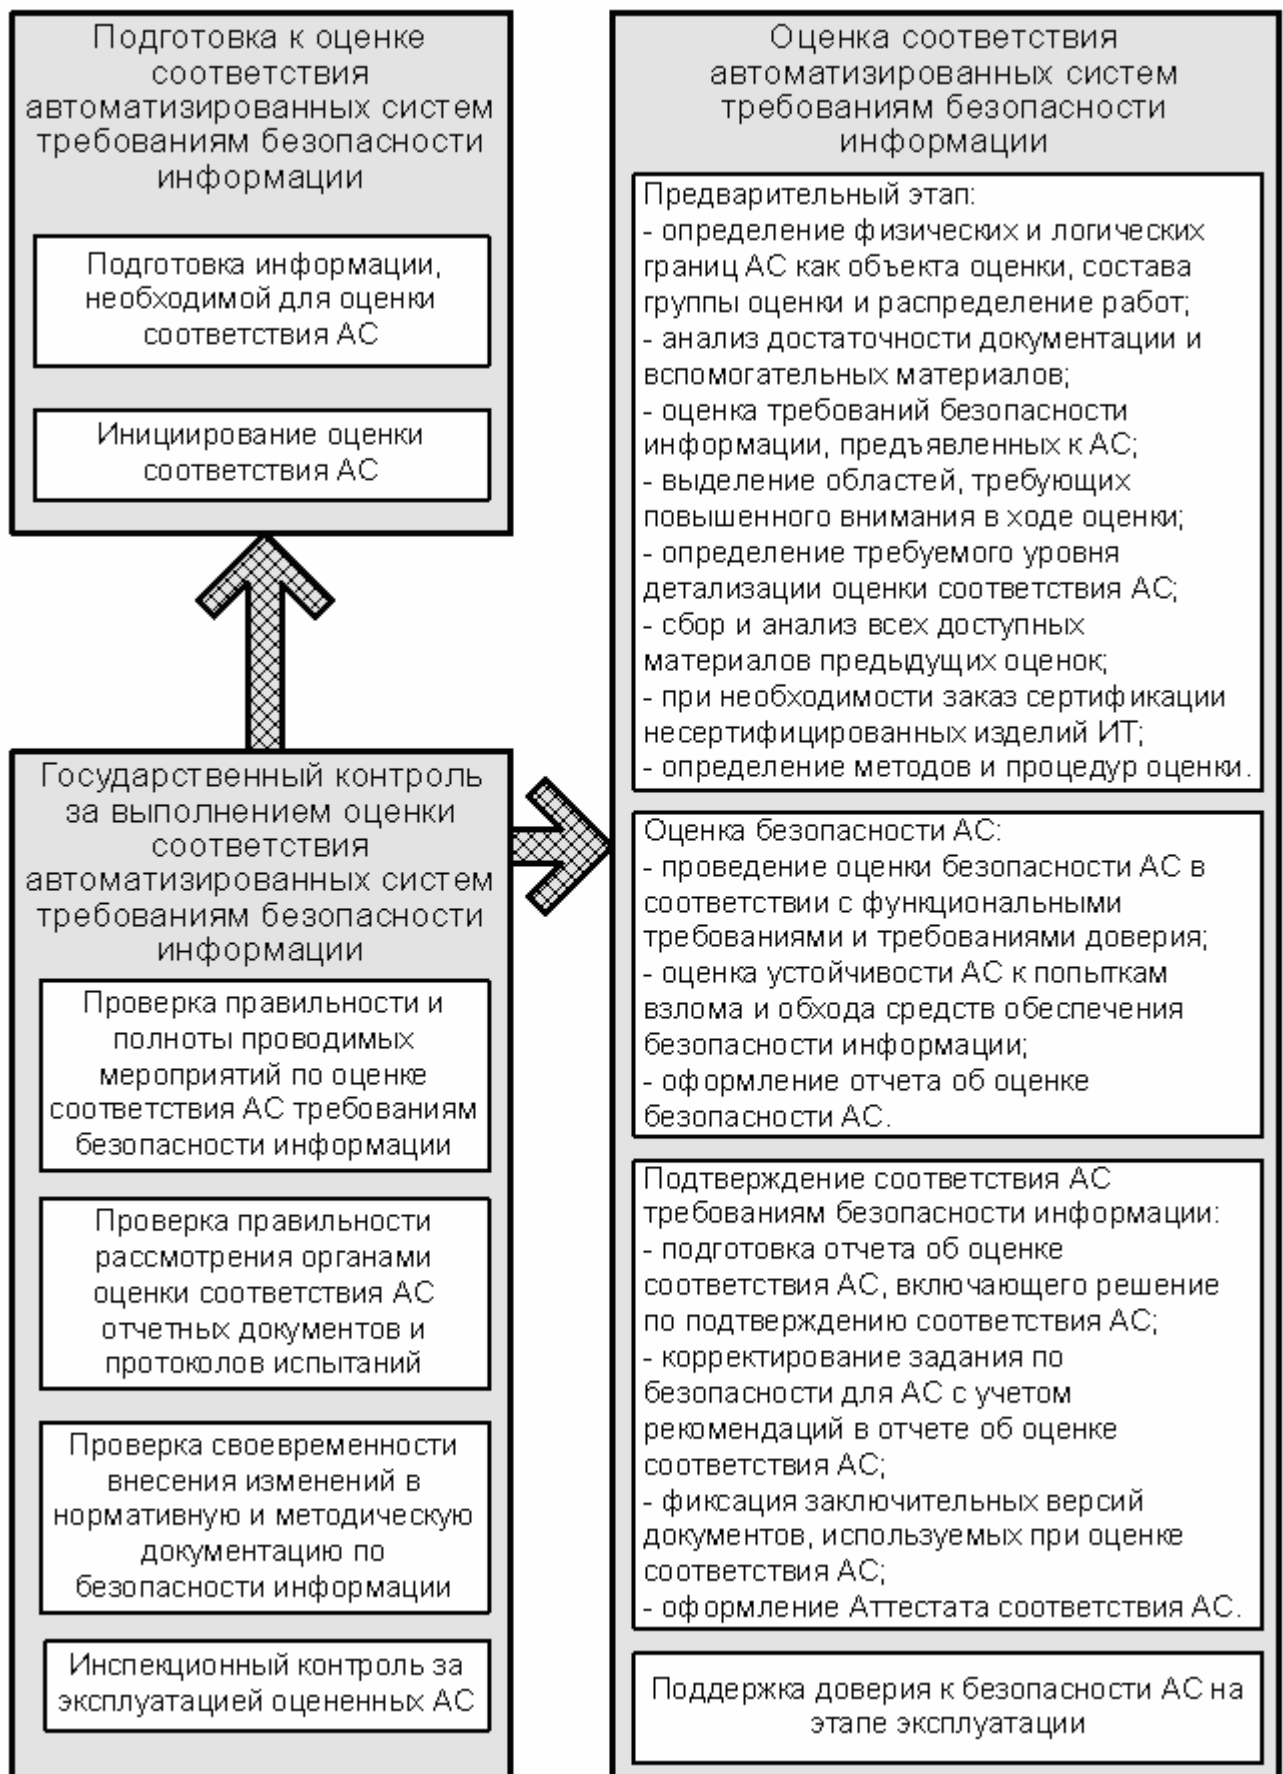 Подготовка к оценке
соответствия
автоматизированных систем
требованиям безопасности
информации
Подготовка информации,
необходимой для оценки
соответствия АС
Инициирование оценки
соответствия АС
Государственный контроль
за выполнением оценки
соответствия
автоматизированных систем
требованиям безопасности
информации
Проверка правильности и
полноты проводимых
мероприятий по оценке
соответствия АС требованиям
безопасности информации
Проверка правильности
рассмотрения органами
оценки соответствия АС
отчетных документов и
протоколов испытаний
Проверка своевременности
внесения изменений в
нормативную и методическую
документацию по
безопасности информации
Инспекционный контроль за
эксплуатацией оцененных АС
Оценка соответствия
автоматизированных систем
требованиям безопасности
информации
Предварительный этап:
- определение физических и логических
границ АС как объекта оценки, состава
группы оценки и распределение работ;
- анализ достаточности документации и
вспомогательных материалов;
- оценка требований безопасности
информации, предъявленных к АС;
- выделение областей, требующих
повышенного внимания в ходе оценки;
- определение требуемого уровня
детализации оценки соответствия АС;
- сбор и анализ всех доступных
материалов предыдущих оценок;
- при необходимости заказ сертификации
несертифицированных изделий ИТ;
- определение методов и процедур оценки.
Оценка безопасности АС:
- проведение оценки безопасности АС в
соответствии с функциональными
требованиями и требованиями доверия;
- оценка устойчивости АС к попыткам
взлома и обхода средств обеспечения
безопасности информации;
- оформление отчета об оценке
безопасности АС.
Подтверждение соответствия АС
требованиям безопасности информации:
- подготовка отчета об оценке
соответствия АС, включающего решение
по подтверждению соответствия АС;
- корректирование задания по
безопасности для АС с учетом
рекомендаций в отчете об оценке
соответствия АС;
- фиксация заключительных версий
документов, используемых при оценке
соответствия АС;
- оформление Аттестата соответствия АС.
Поддержка доверия к безопасности АС на
этапе эксплуатации